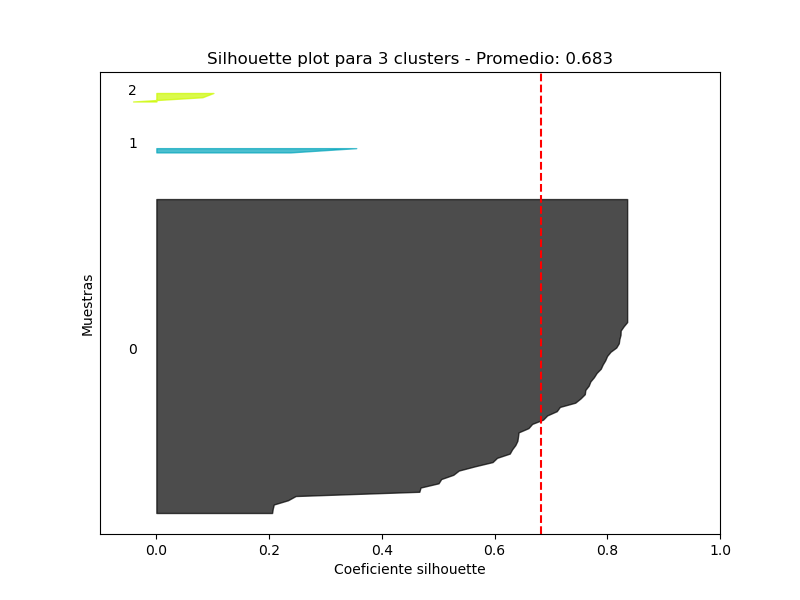 Silhouette plot para 3 clusters - Promedio: 0.683
2
1
0
Muestras
0.0 0.2 0.4 0.6 0.8 1.0
Coeficiente silhouette